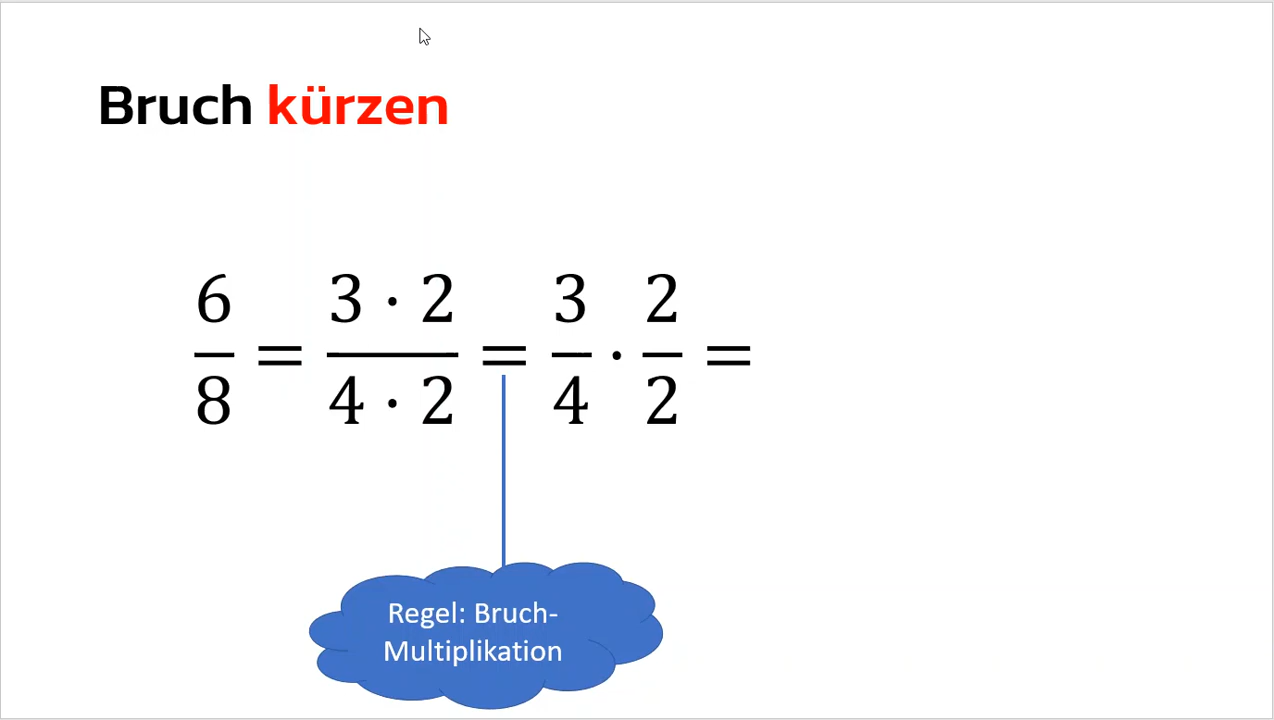 Bruch kürzen
6/8 = (3 · 2)/(4 · 2) = 3/4 · 2/2 =
Regel: Bruch-
Multiplikation